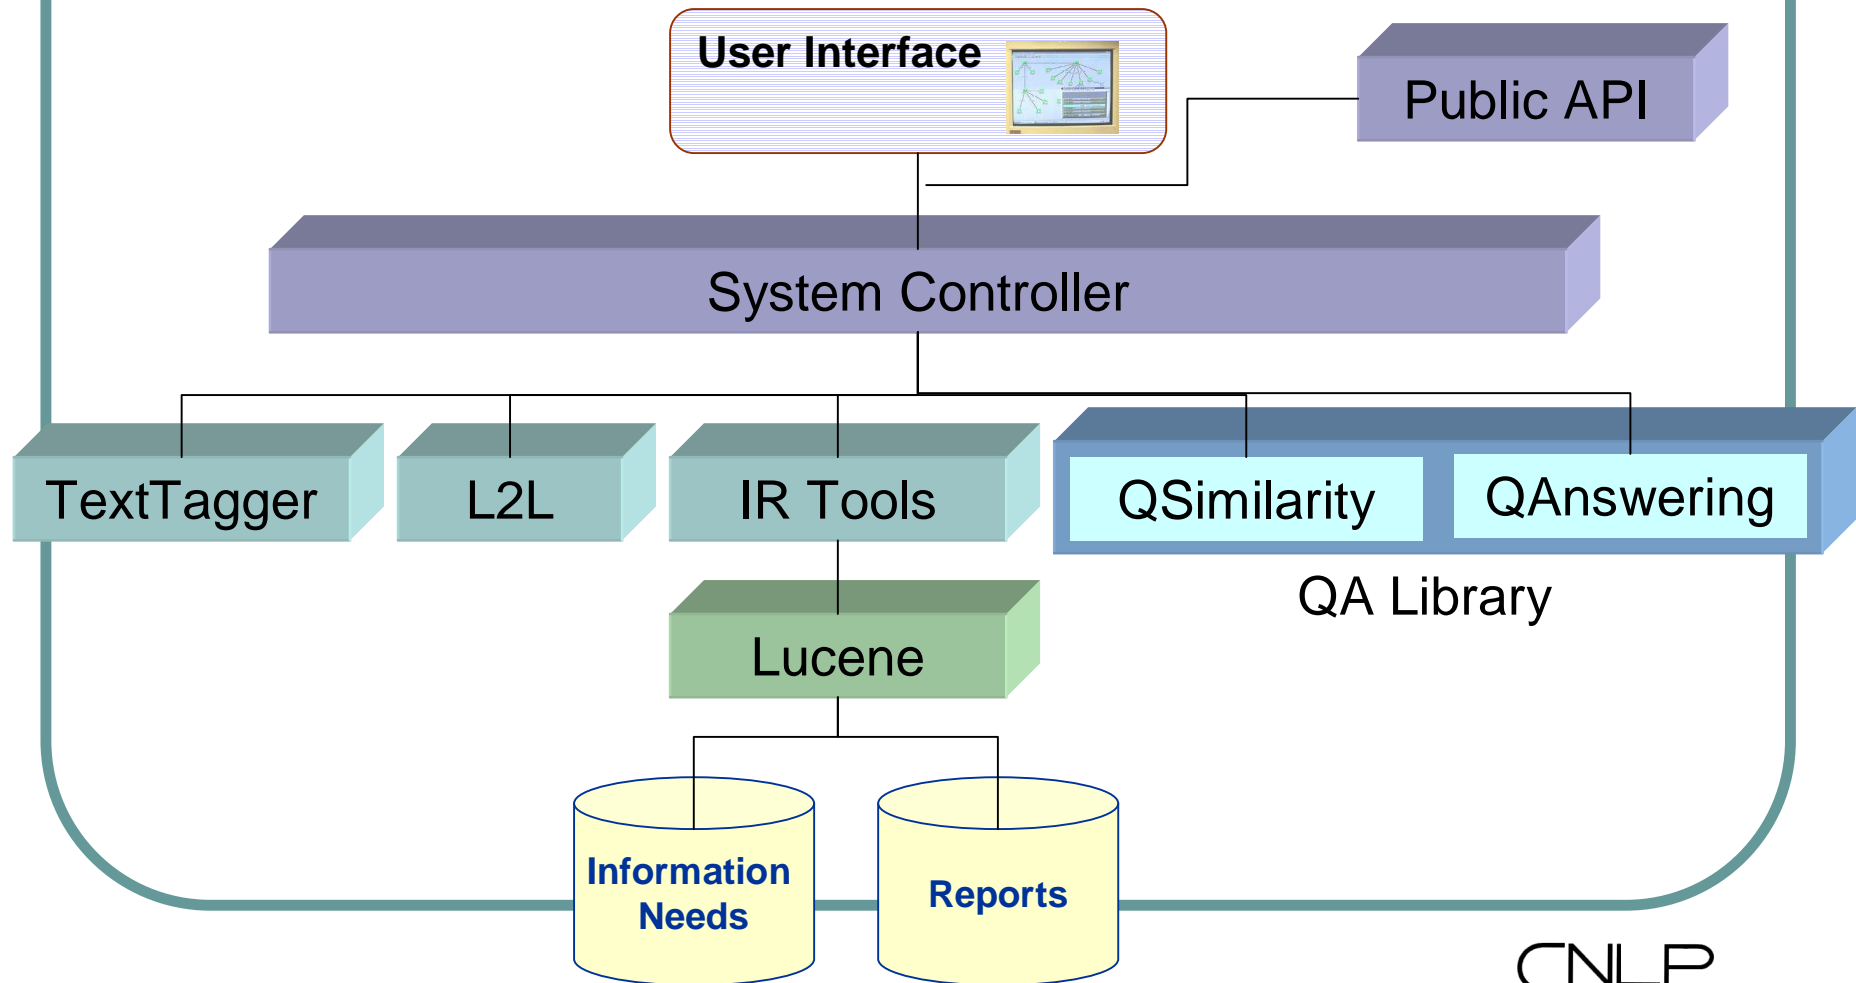 User Interface
Public API
System Controller
TextTagger
L2L
IR Tools
QSimilarity
QAnswering
QA Library
Lucene
Information
Needs
Reports
CNLP